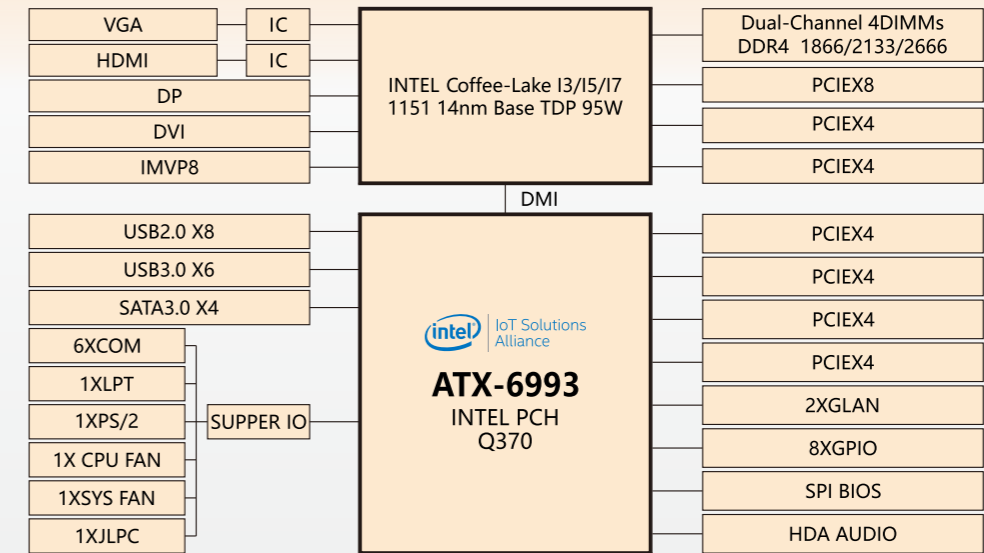 VGA
IC
HDMI
IC
DP
DVI
IMVP8
INTEL Coffee-Lake I3/I5/I7
1151 14nm Base TDP 95W
Dual-Channel 4DIMMs
DDR4 1866/2133/2666
PCIEX8
PCIEX4
PCIEX4
DMI
USB2.0 X8
USB3.0 X6
SATA3.0 X4
6XCOM
1XLPT
1XPS/2
1X CPU FAN
1XSYS FAN
1XJLPC
SUPPER IO
intel
IoT Solutions
Alliance
ATX-6993
INTEL PCH
Q370
PCIEX4
PCIEX4
PCIEX4
PCIEX4
2XGLAN
8XGPIO
SPI BIOS
HDA AUDIO